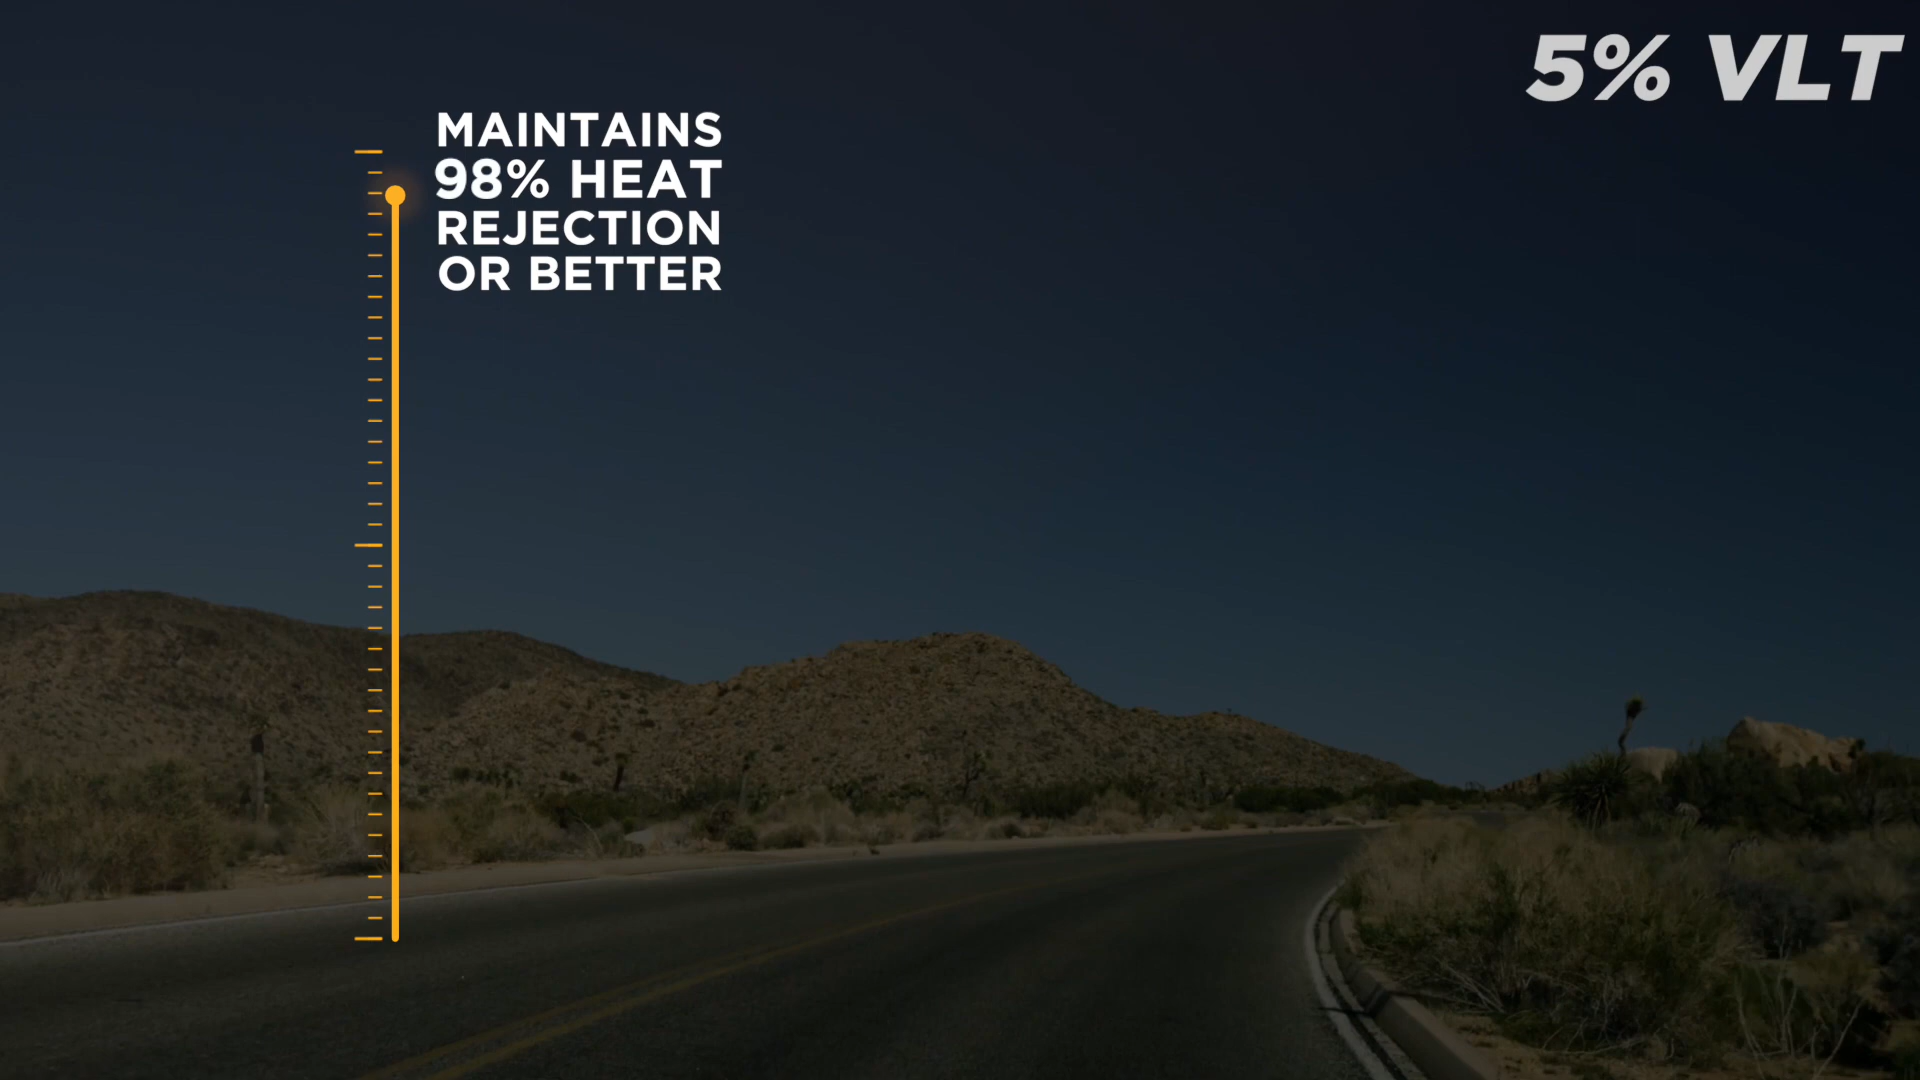 5% VLT
MAINTAINS
98% HEAT
REJECTION
OR BETTER